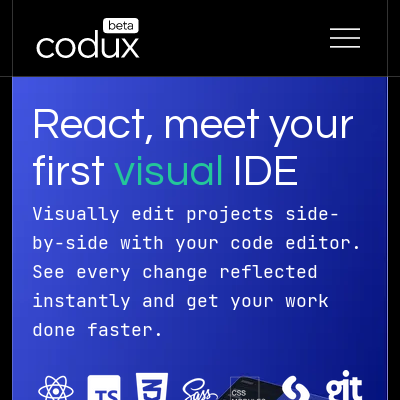 beta
codux
React, meet your
first visual IDE
Visually edit projects side-
by-side with your code editor.
See every change reflected
instantly and get your work
done faster.
TS
3
Sass
CSS
git